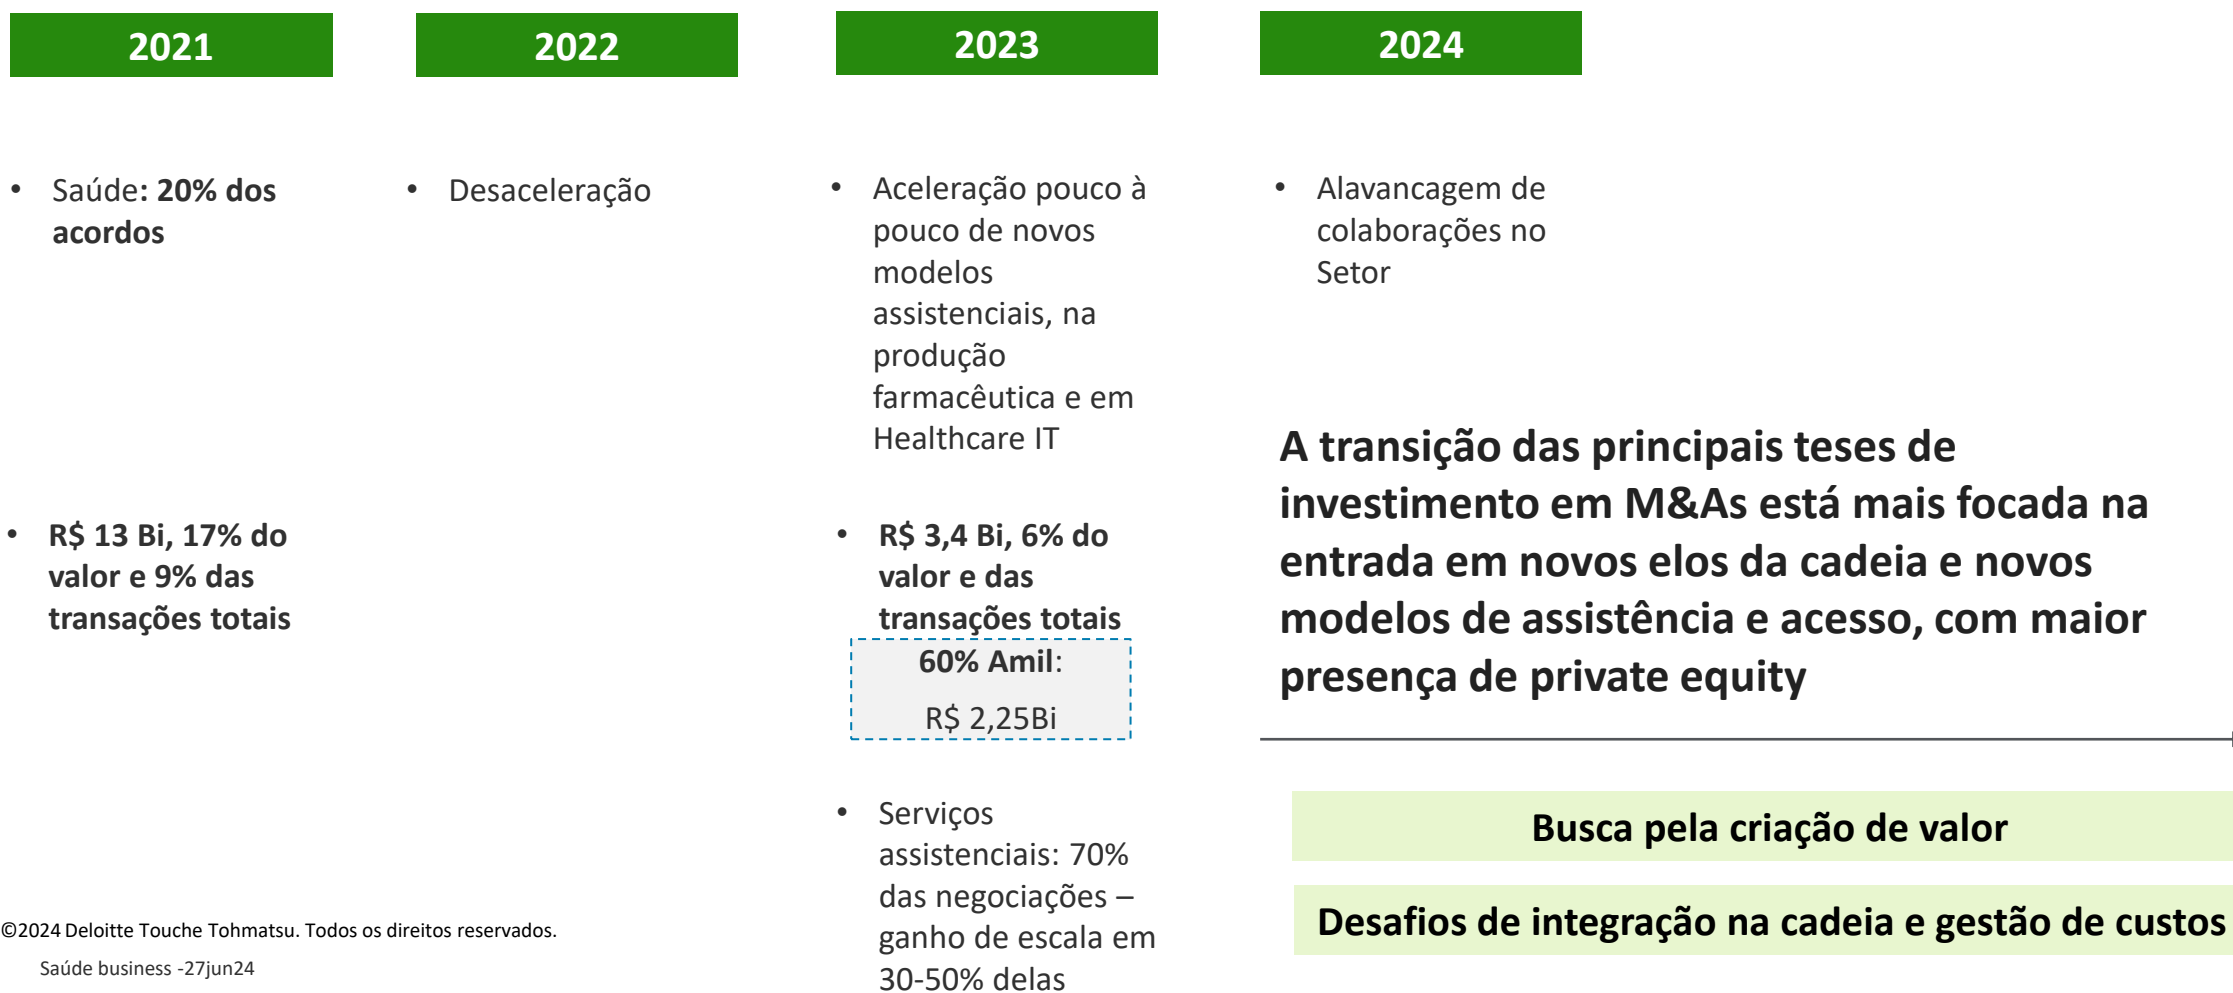 2021
2022
2023
2024
• Saúde: 20% dos
acordos
• R$ 13 Bi, 17% do
valor e 9% das
transações totais
• Desaceleração
• Aceleração pouco à
pouco de novos
modelos
assistenciais, na
produção
farmacêutica e em
Healthcare IT
• R$ 3,4 Bi, 6% do
valor e das
transações totais
60% Amil:
R$ 2,25Bi
• Serviços
assistenciais: 70%
das negociações –
ganho de escala em
30-50% delas
• Alavancagem de
colaborações no
Setor
A transição das principais teses de
investimento em M&As está mais focada na
entrada em novos elos da cadeia e novos
modelos de assistência e acesso, com maior
presença de private equity
Busca pela criação de valor
Desafios de integração na cadeia e gestão de custos
©2024 Deloitte Touche Tohmatsu. Todos os direitos reservados.
Saúde business -27jun24